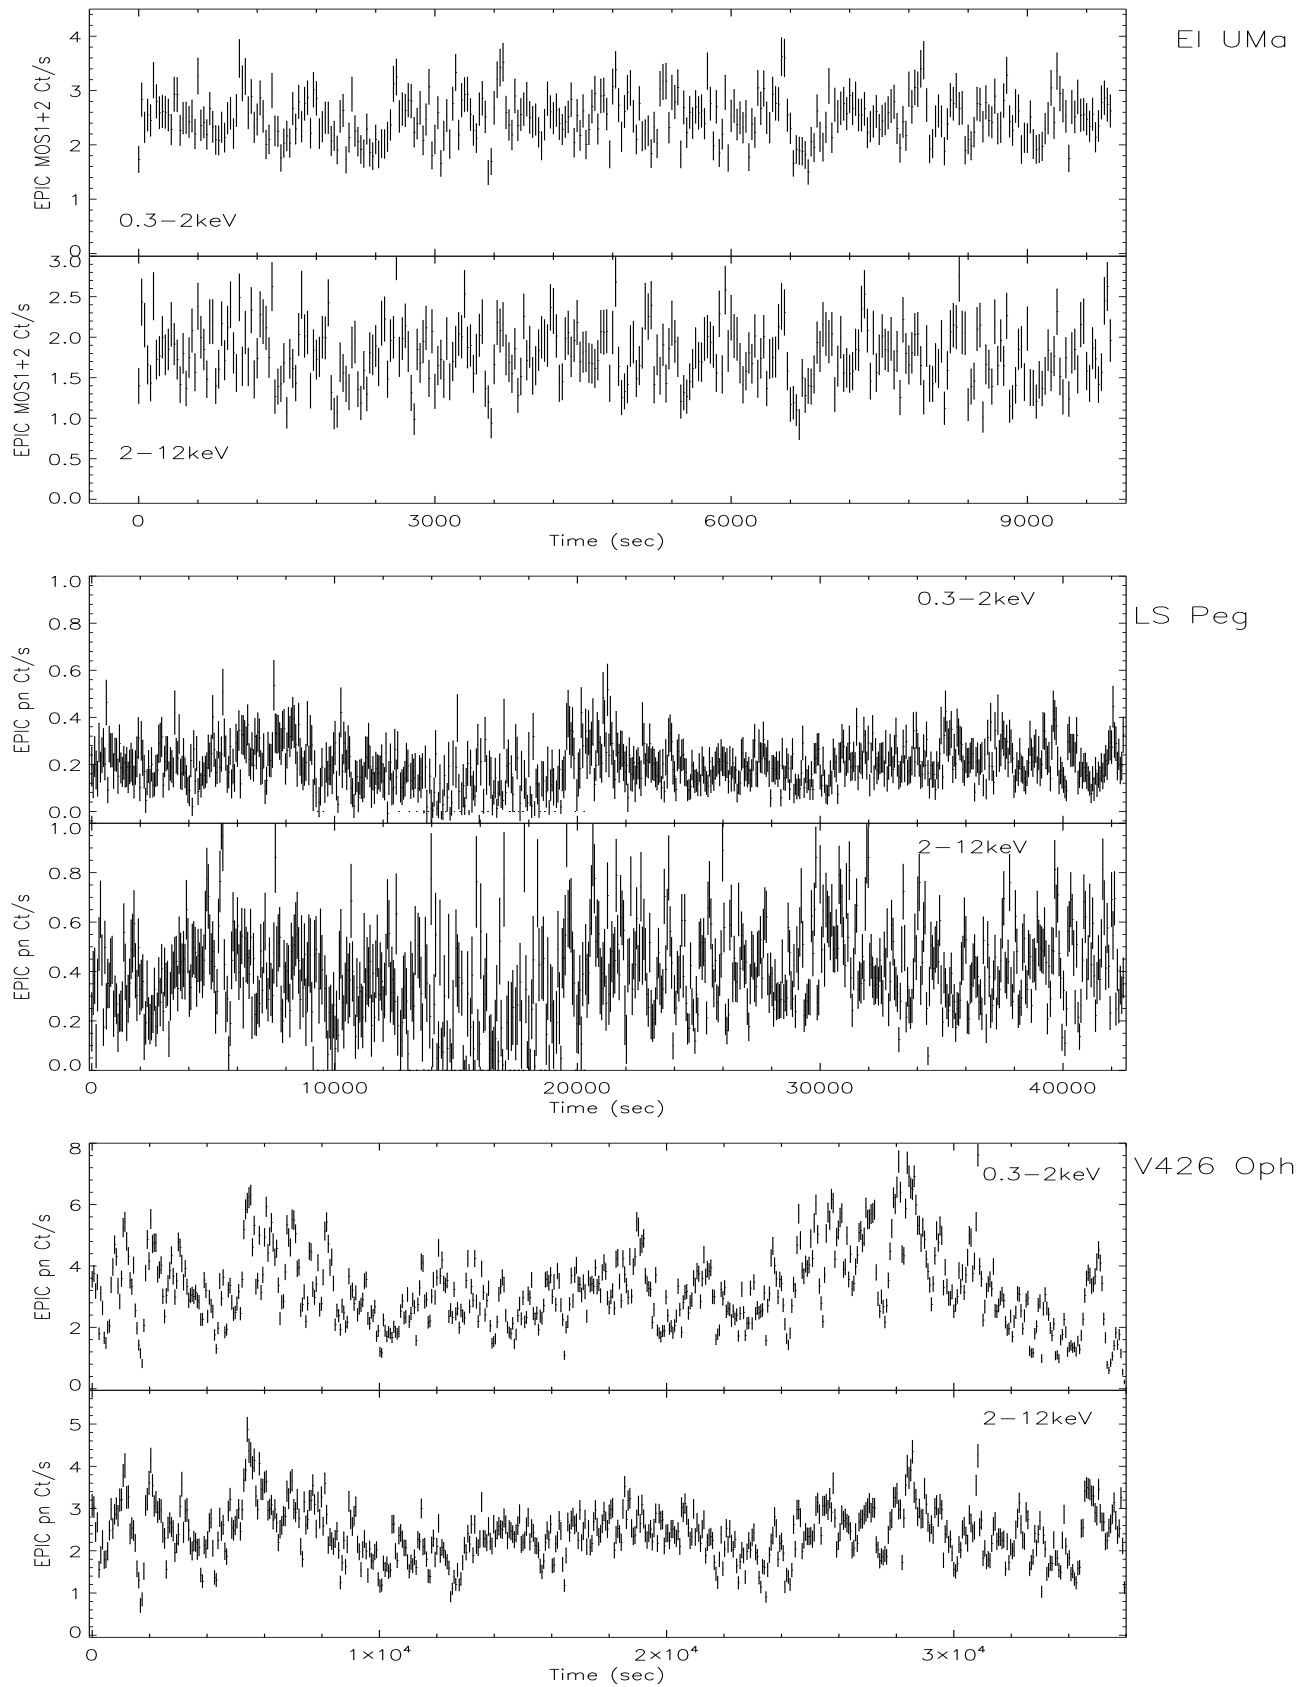 EI UMa
4
3
2
1
0
EPIC MOS1+2 Ct/s
0.3−2keV
3.0
2.5
2.0
1.5
1.0
0.5
0.0
EPIC MOS1+2 Ct/s
2−12keV
0 3000 6000 9000
Time (sec)
LS Peg
1.0
0.8
0.6
0.4
0.2
0.0
EPIC pn Ct/s
0.3−2keV
1.0
0.8
0.6
0.4
0.2
0.0
EPIC pn Ct/s
2−12keV
0 10000 20000 30000 40000
Time (sec)
V426 Oph
8
6
4
2
0
EPIC pn Ct/s
0.3−2keV
5
4
3
2
1
0
EPIC pn Ct/s
2−12keV
0 1×10⁴ 2×10⁴ 3×10⁴
Time (sec)